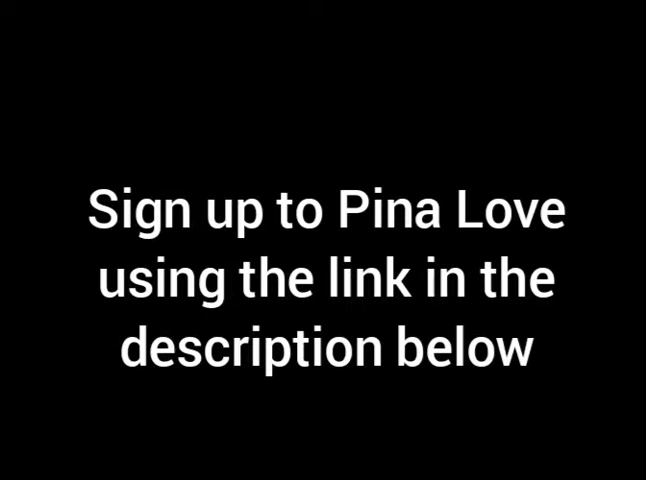 Sign up to Pina Love
using the link in the
description below